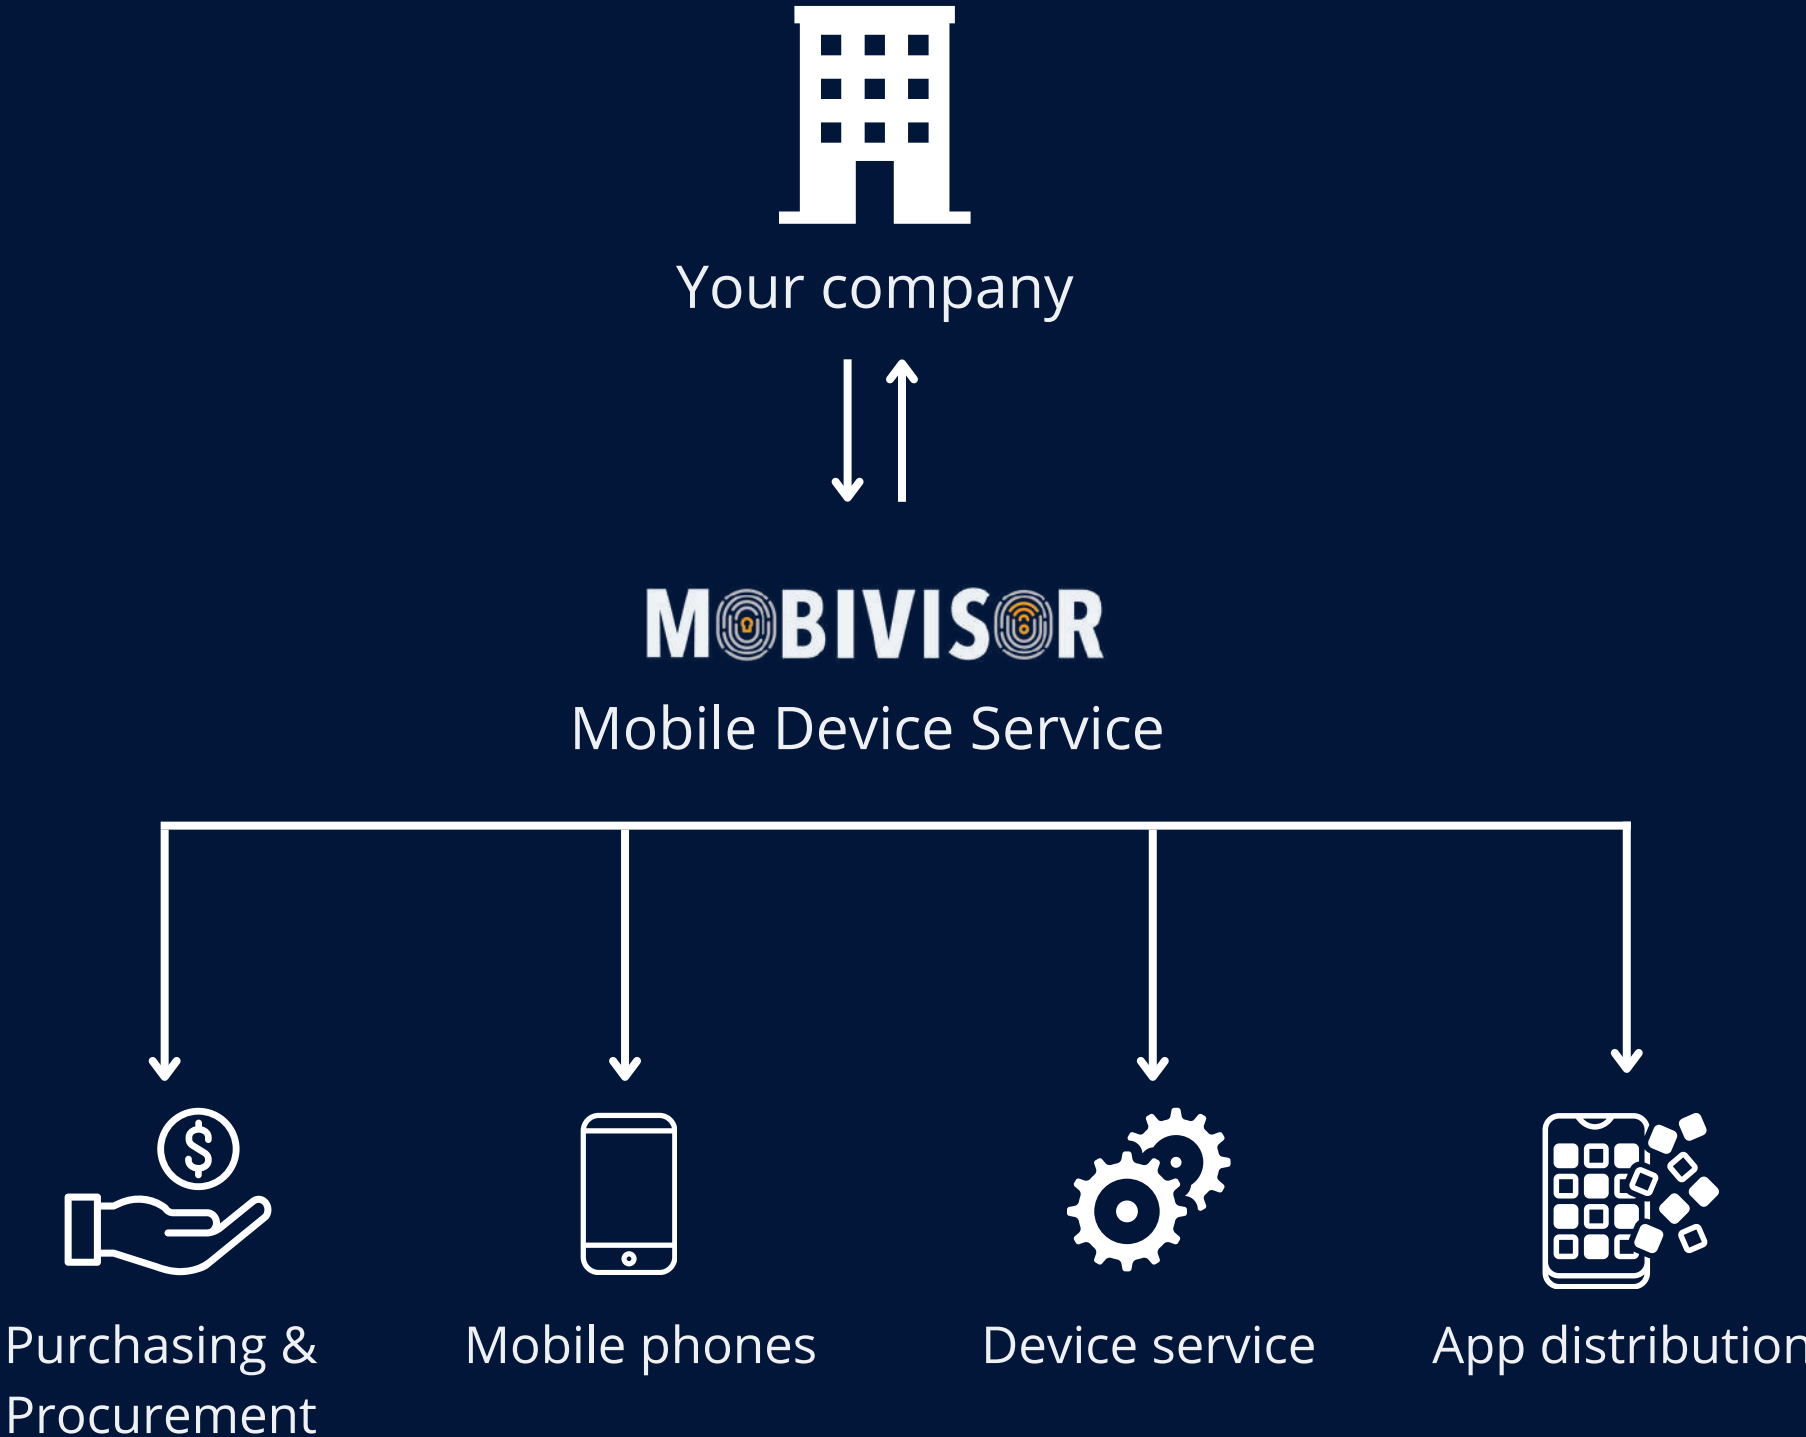 Your company
MOBIVISOR
Mobile Device Service
Purchasing &
Procurement
Mobile phones
Device service
App distribution